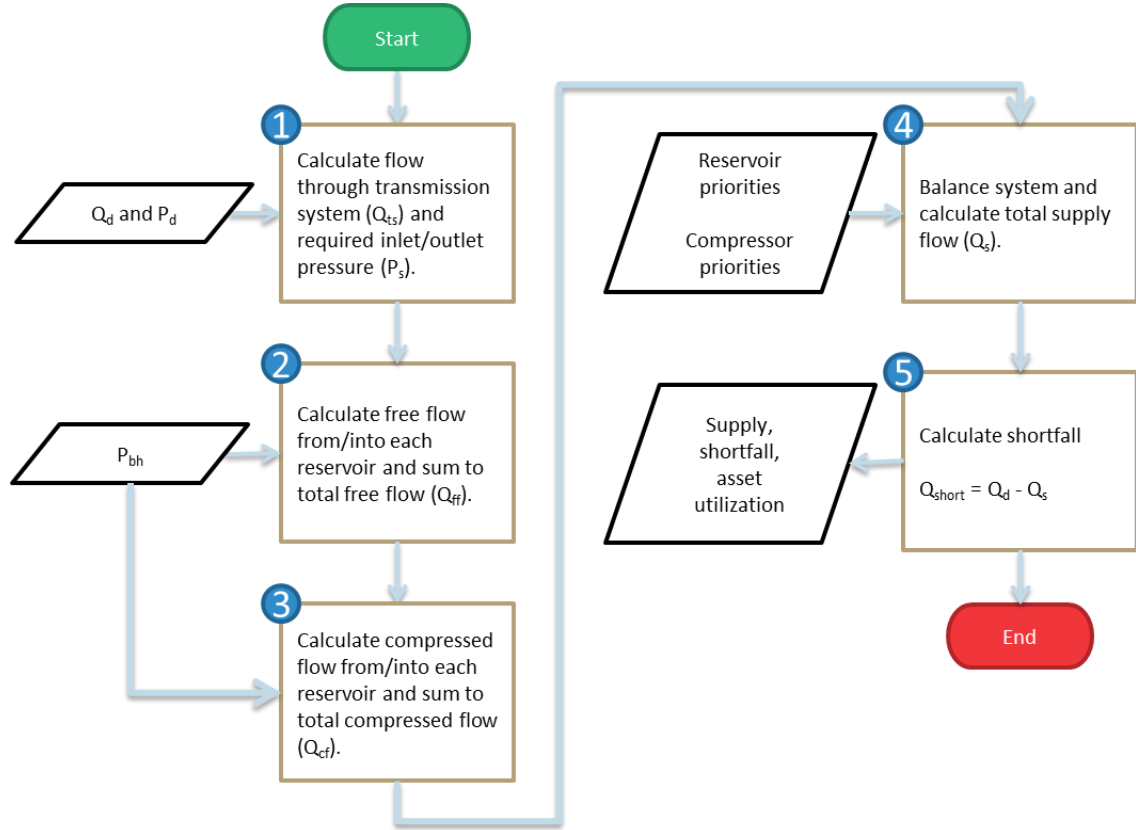 Start
1
Calculate flow
through transmission
system (Qts) and
required inlet/outlet
pressure (Ps).
Qd and Pd
2
Calculate free flow
from/into each
reservoir and sum to
total free flow (Qff).
Pbh
3
Calculate compressed
flow from/into each
reservoir and sum to
total compressed flow
(Qcf).
4
Balance system and
calculate total supply
flow (Qs).
Reservoir
priorities
Compressor
priorities
5
Calculate shortfall
Qshort = Qd - Qs
Supply,
shortfall,
asset
utilization
End